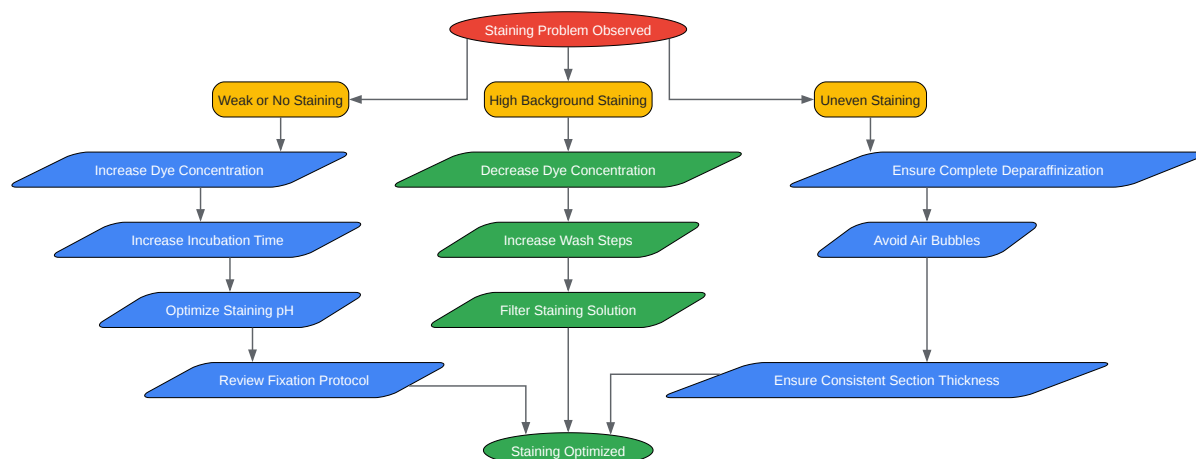 Staining Problem Observed
Weak or No Staining
High Background Staining
Uneven Staining
Increase Dye Concentration
Decrease Dye Concentration
Ensure Complete Deparaffinization
Increase Incubation Time
Increase Wash Steps
Avoid Air Bubbles
Optimize Staining pH
Filter Staining Solution
Review Fixation Protocol
Ensure Consistent Section Thickness
Staining Optimized